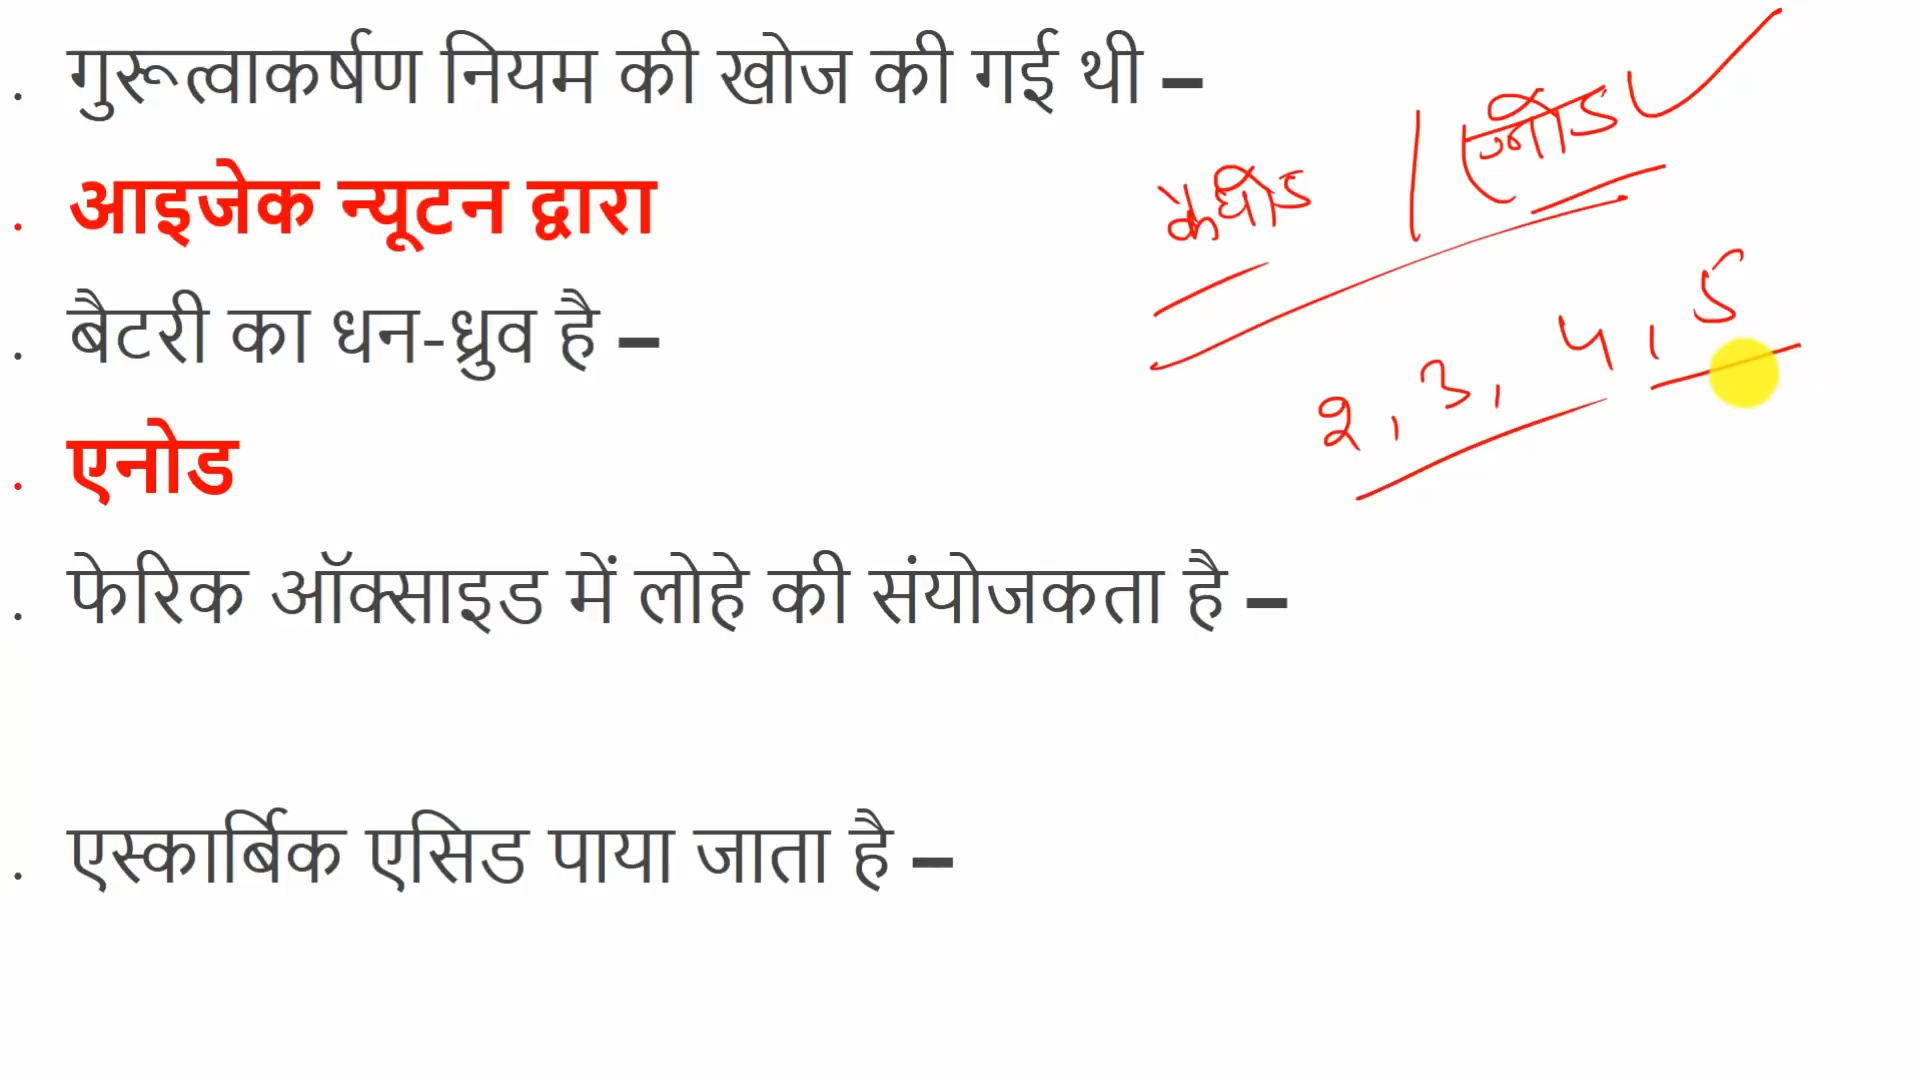 . गुरूत्वाकर्षण नियम की खोज की गई थी –
. आइजेक न्यूटन द्वारा
. बैटरी का धन-ध्रुव है –
. एनोड
. फेरिक ऑक्साइड में लोहे की संयोजकता है –
. एस्कार्बिक एसिड पाया जाता है –
कैथोड / एनोड ✓
2, 3, 4, 5